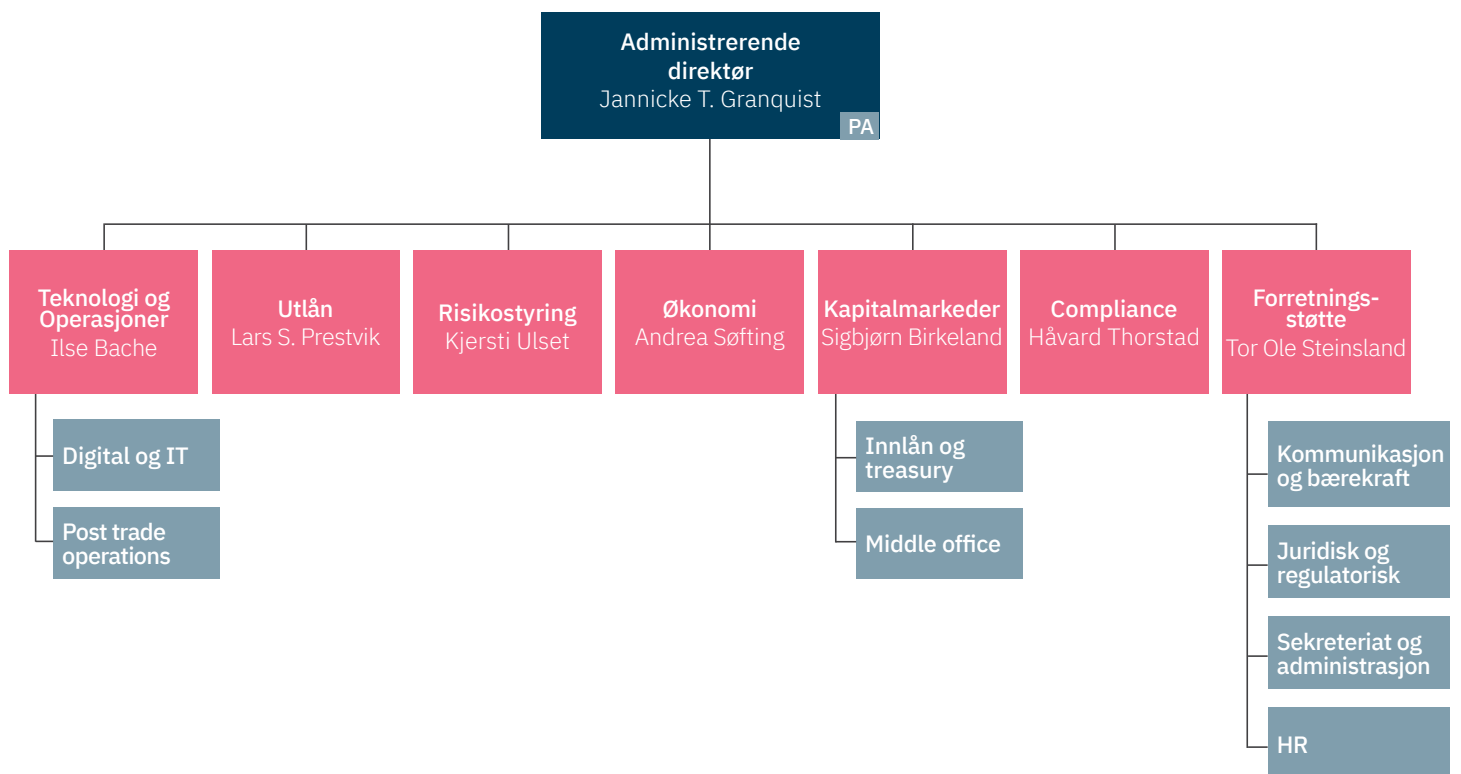 Administrerende
direktør
Jannicke T. Granquist
PA
Teknologi og
Operasjoner
Ilse Bache
Utlån
Lars S. Prestvik
Risikostyring
Kjersti Ulset
Økonomi
Andrea Søfting
Kapitalmarkeder
Sigbjørn Birkeland
Compliance
Håvard Thorstad
Forretnings-
støtte
Tor Ole Steinsland
Digital og IT
Post trade
operations
Innlån og
treasury
Middle office
Kommunikasjon
og bærekraft
Juridisk og
regulatorisk
Sekreteriat og
administrasjon
HR